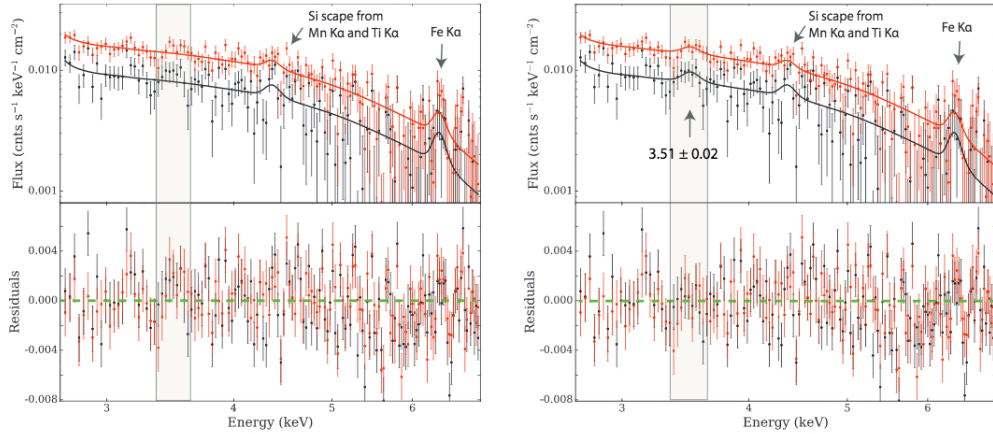 Flux (cnts s⁻¹ keV⁻¹ cm⁻²)
0.010
0.001
Si scape from
Mn Kα and Ti Kα
Fe Kα
Residuals
0.004
0.000
-0.004
-0.008
3
4
5
6
Energy (keV)
Flux (cnts s⁻¹ keV⁻¹ cm⁻²)
0.010
0.001
Si scape from
Mn Kα and Ti Kα
Fe Kα
3.51 ± 0.02
Residuals
0.004
0.000
-0.004
-0.008
3
4
5
6
Energy (keV)